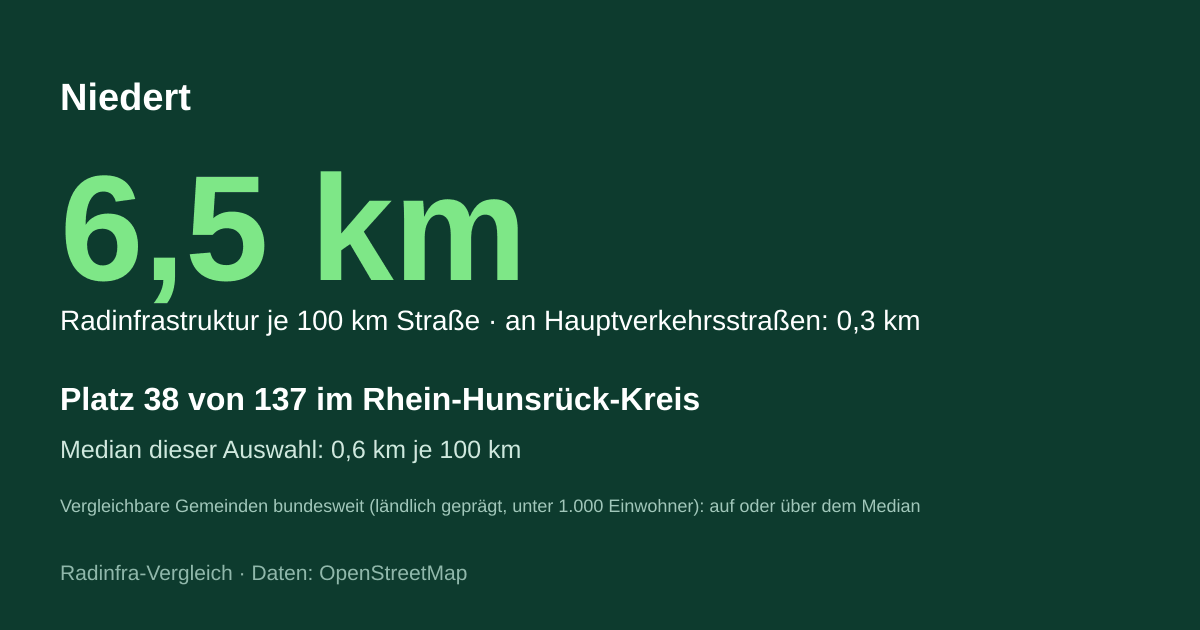 Niedert
6,5 km
Radinfrastruktur je 100 km Straße · an Hauptverkehrsstraßen: 0,3 km
Platz 38 von 137 im Rhein-Hunsrück-Kreis
Median dieser Auswahl: 0,6 km je 100 km
Vergleichbare Gemeinden bundesweit (ländlich geprägt, unter 1.000 Einwohner): auf oder über dem Median
Radinfra-Vergleich · Daten: OpenStreetMap